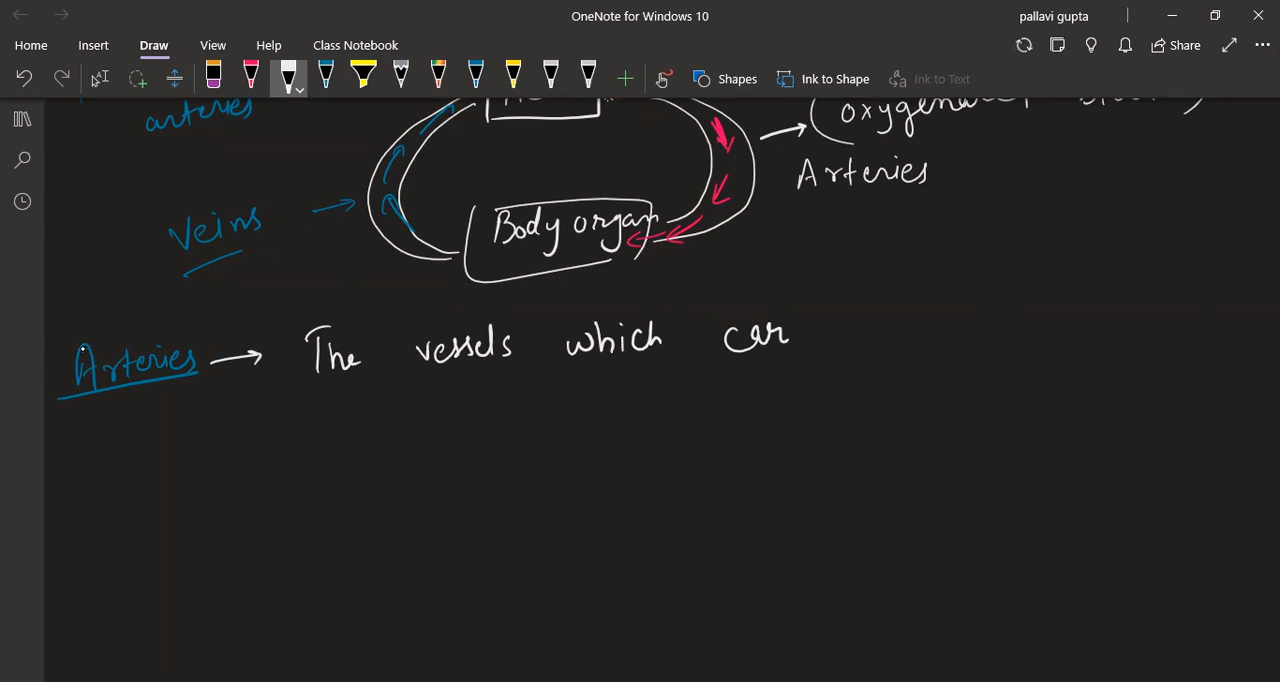 OneNote for Windows 10
pallavi gupta
Home Insert Draw View Help Class Notebook
Share
Shapes Ink to Shape Ink to Text
arteries
Arteries
Veins
Body organ
Arteries → The vessels which car